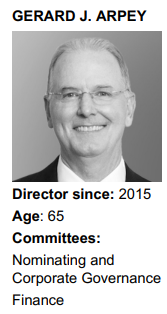 GERARD J. ARPEY
Director since: 2015
Age: 65
Committees:
Nominating and
Corporate Governance
Finance